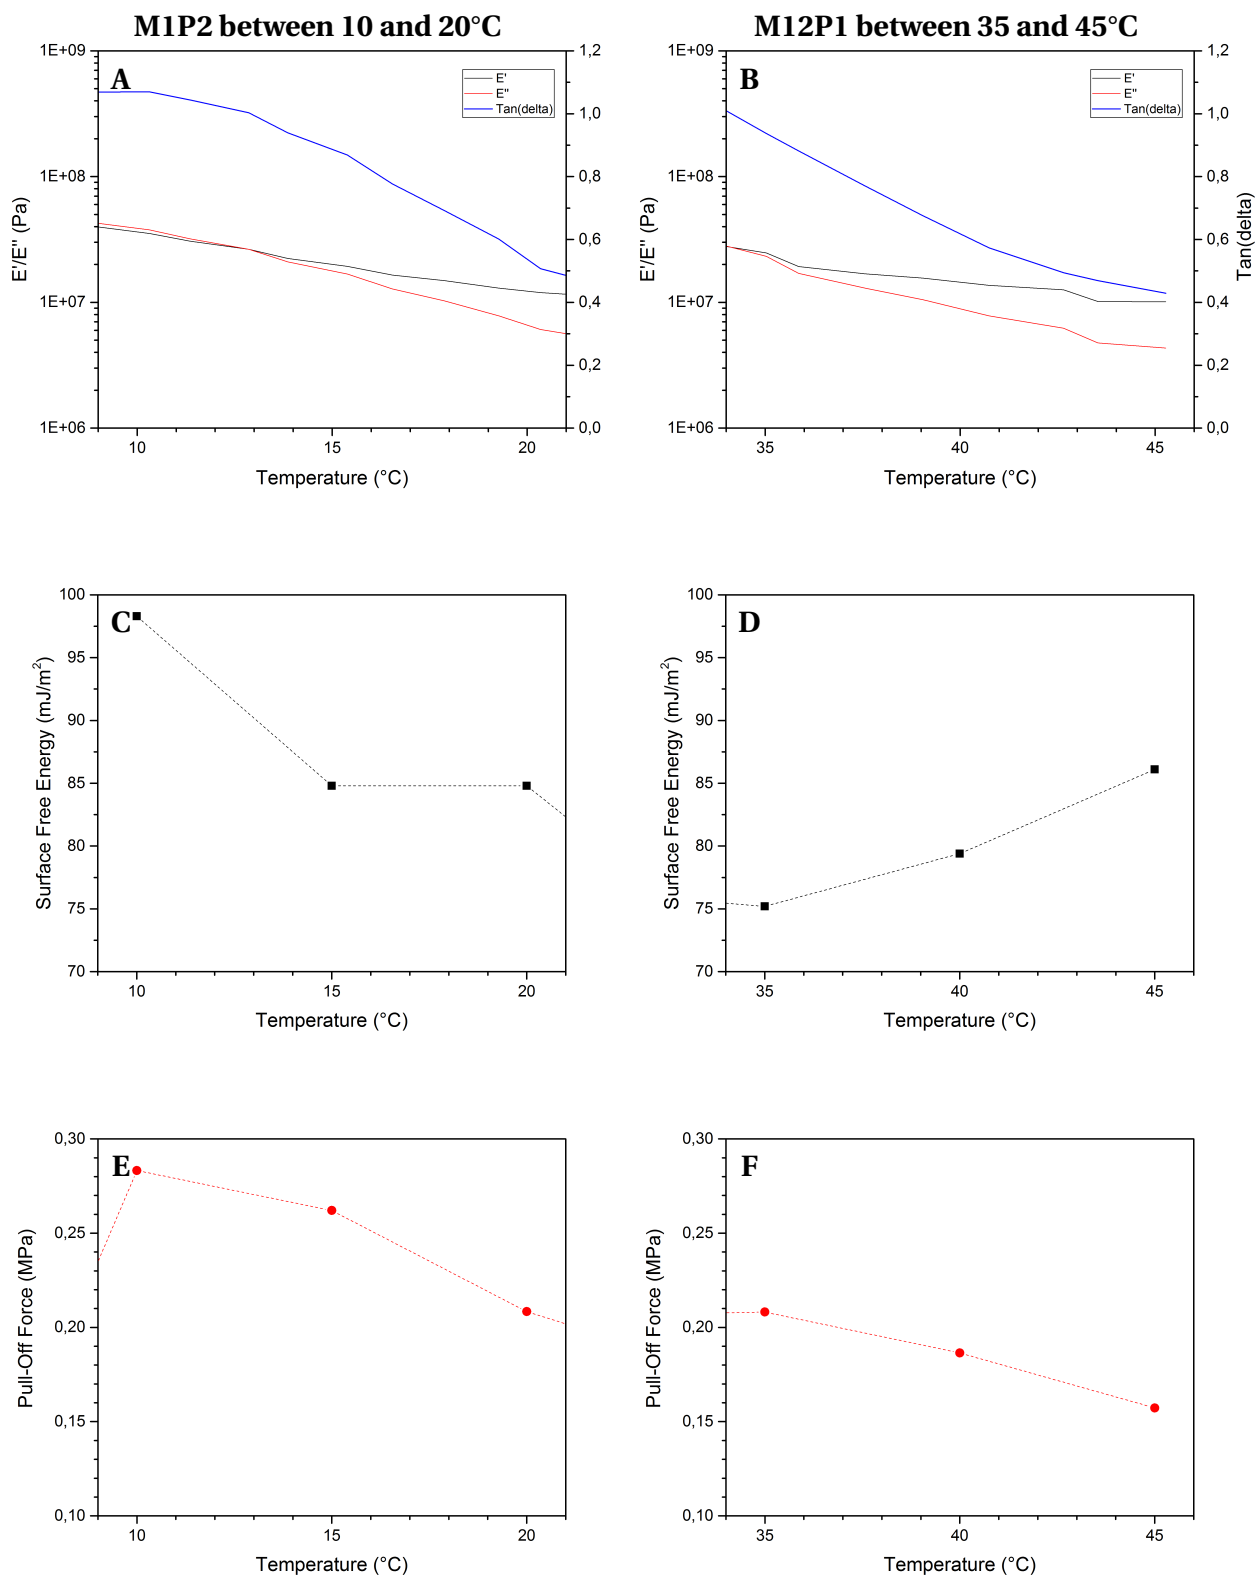 M1P2 between 10 and 20°C
M12P1 between 35 and 45°C
A
E'
E''
Tan(delta)
1E+09
1E+08
1E+07
1E+06
E'/E'' (Pa)
1,2
1,0
0,8
0,6
0,4
0,2
0,0
10
15
20
Temperature (°C)
B
E'
E''
Tan(delta)
1E+09
1E+08
1E+07
1E+06
E'/E'' (Pa)
1,2
1,0
0,8
0,6
0,4
0,2
0,0
Tan(delta)
35
40
45
Temperature (°C)
C
100
95
90
85
80
75
70
Surface Free Energy (mJ/m²)
10
15
20
Temperature (°C)
D
100
95
90
85
80
75
70
Surface Free Energy (mJ/m²)
35
40
45
Temperature (°C)
E
0,30
0,25
0,20
0,15
0,10
Pull-Off Force (MPa)
10
15
20
Temperature (°C)
F
0,30
0,25
0,20
0,15
0,10
Pull-Off Force (MPa)
35
40
45
Temperature (°C)